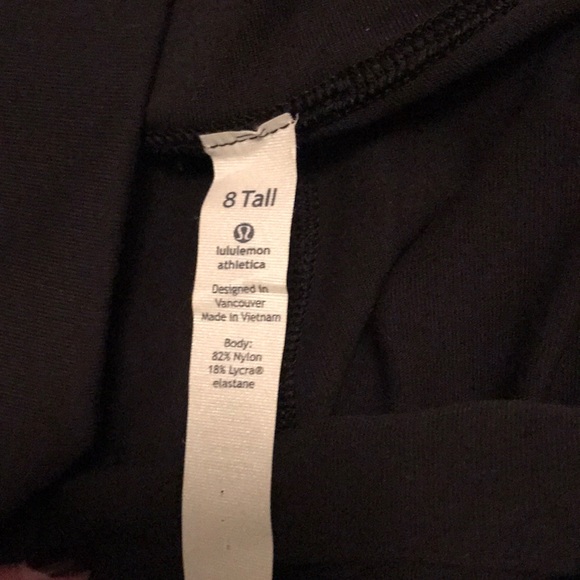 8 Tall
lululemon
athletica
Designed in
Vancouver
Made in Vietnam
Body:
82% Nylon
18% Lycra®
elastane